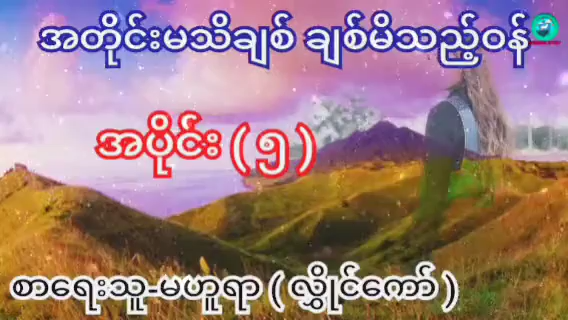 အတိုင်းမသိချစ် ချစ်မိသည့်ဝန်
အပိုင်း ( ၅ )
စာရေးသူ-မဟူရာ ( လှိုင်ကော် )